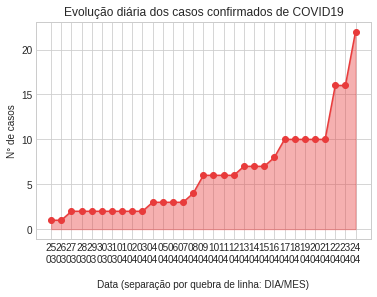 Evolução diária dos casos confirmados de COVID19
20
15
10
5
0
N° de casos
25 26 27 28 29 30 31 01 02 03 04 05 06 07 08 09 10 11 12 13 14 15 16 17 18 19 20 21 22 23 24
03 03 03 03 03 03 03 04 04 04 04 04 04 04 04 04 04 04 04 04 04 04 04 04 04 04 04 04 04 04 04
Data (separação por quebra de linha: DIA/MES)